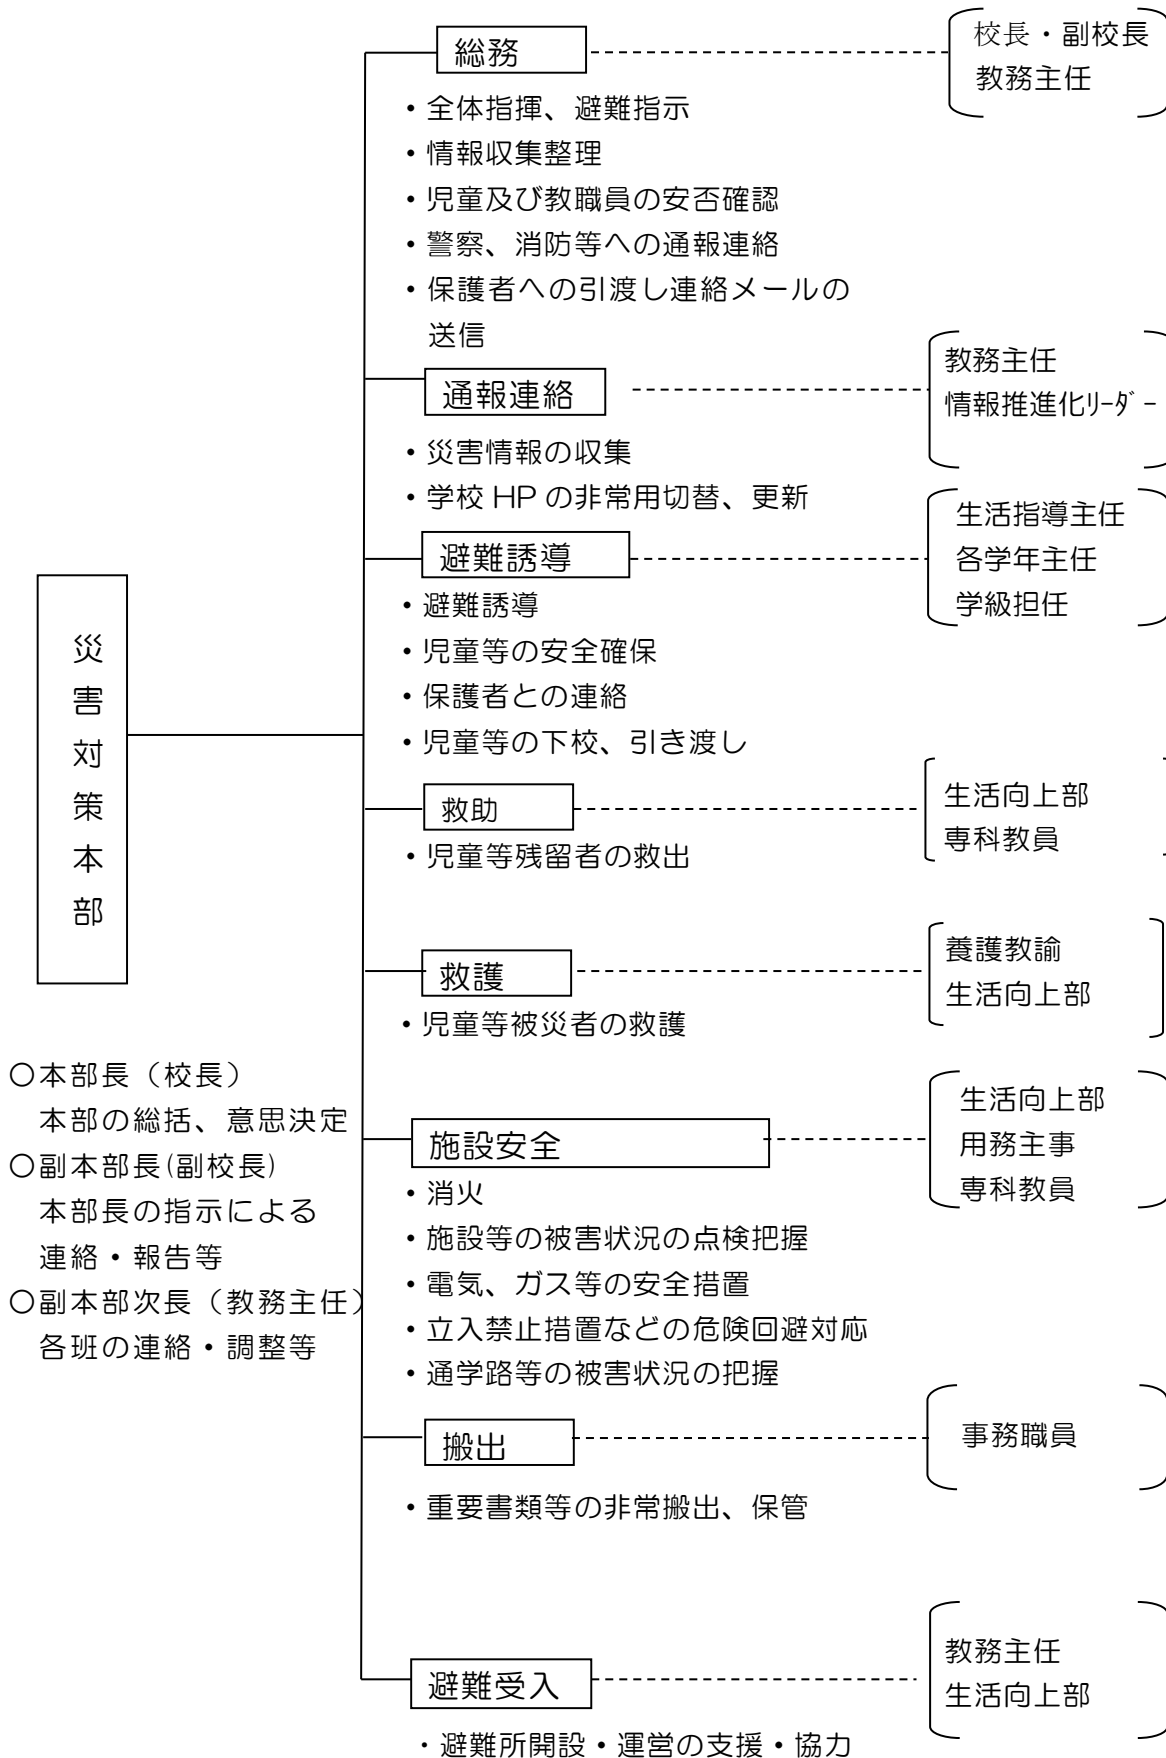 総務
校長・副校長
教務主任
・全体指揮、避難指示
・情報収集整理
・児童及び教職員の安否確認
・警察、消防等への通報連絡
・保護者への引渡し連絡メールの
送信
通報連絡
教務主任
情報推進化ﾘｰﾀﾞｰ
・災害情報の収集
・学校 HP の非常用切替、更新
避難誘導
生活指導主任
各学年主任
学級担任
・避難誘導
・児童等の安全確保
・保護者との連絡
・児童等の下校、引き渡し
災害対策本部
救助
生活向上部
専科教員
・児童等残留者の救出
救護
養護教諭
生活向上部
・児童等被災者の救護
〇本部長（校長）
本部の総括、意思決定
〇副本部長(副校長)
本部長の指示による
連絡・報告等
〇副本部次長（教務主任）
各班の連絡・調整等
施設安全
生活向上部
用務主事
専科教員
・消火
・施設等の被害状況の点検把握
・電気、ガス等の安全措置
・立入禁止措置などの危険回避対応
・通学路等の被害状況の把握
搬出
事務職員
・重要書類等の非常搬出、保管
避難受入
教務主任
生活向上部
・避難所開設・運営の支援・協力